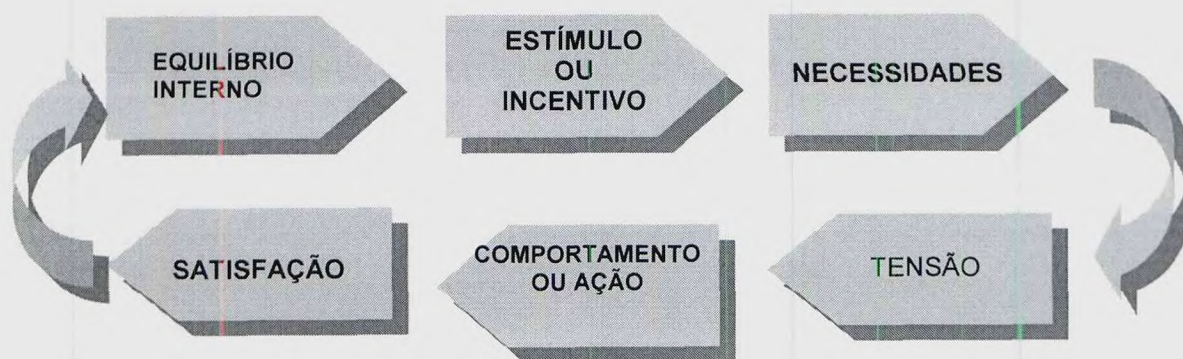 EQUILÍBRIO
INTERNO
ESTÍMULO
OU
INCENTIVO
NECESSIDADES
TENSÃO
COMPORTAMENTO
OU AÇÃO
SATISFAÇÃO